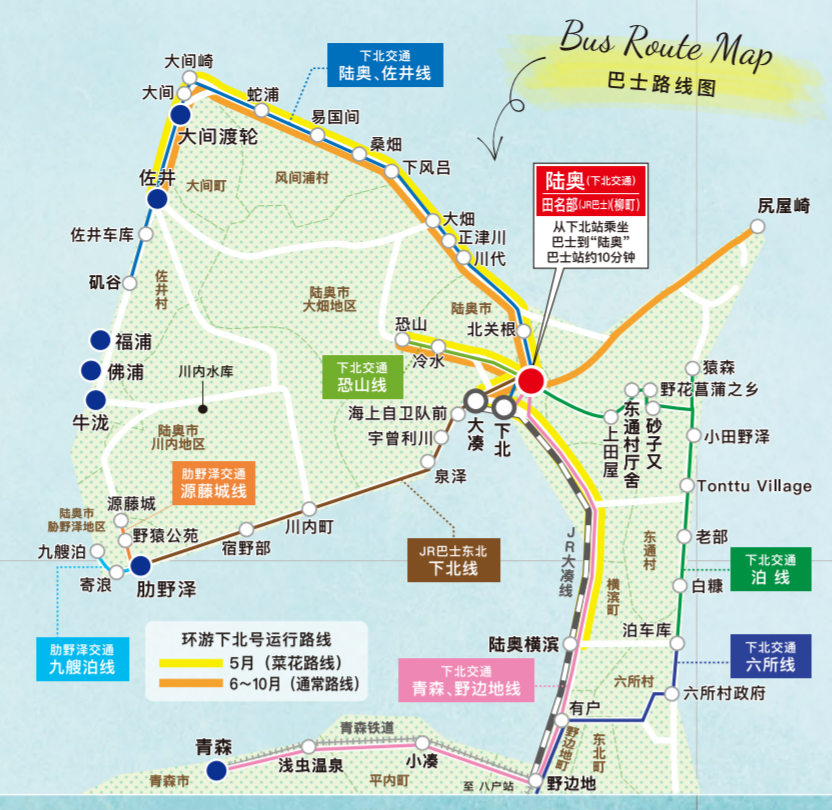 Bus Route Map
巴士路线图
大间崎
大间
大间渡轮
蛇浦
下北交通
陆奥、佐井线
易国间
桑畑
下风吕
大间町
风间浦村
佐井
佐井车库
矶谷
佐井村
大畑
正津川
川代
陆奥(下北交通)
田名部(JR巴士)(柳町)
从下北站乘坐
巴士到“陆奥”
巴士站约10分钟
尻屋崎
陆奥市
大畑地区
陆奥市
北关根
恐山
冷水
下北交通
恐山线
福浦
佛浦
牛泷
川内水库
陆奥市
川内地区
海上自卫队前
宇曾利川
泉泽
大凑
下北
猿森
野花菖蒲之乡
东通村厅舍
砂子又
上田屋
小田野泽
Tonttu Village
老部
白糠
东通村
下北交通
泊 线
肋野泽交通
源藤城线
陆奥市
胁野泽地区
源藤城
野猿公苑
九艘泊
寄浪
肋野泽
宿野部
川内町
JR巴士东北
下北线
JR大凑线
横滨町
陆奥横滨
泊车库
下北交通
六所线
六所村
六所村政府
肋野泽交通
九艘泊线
环游下北号运行路线
5月（菜花路线）
6～10月（通常路线）
下北交通
青森、野边地线
有户
野边地町
东北町
青森铁道
青森
浅虫温泉
小凑
青森市
平内町
至 八户站
野边地